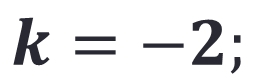 k = −2;